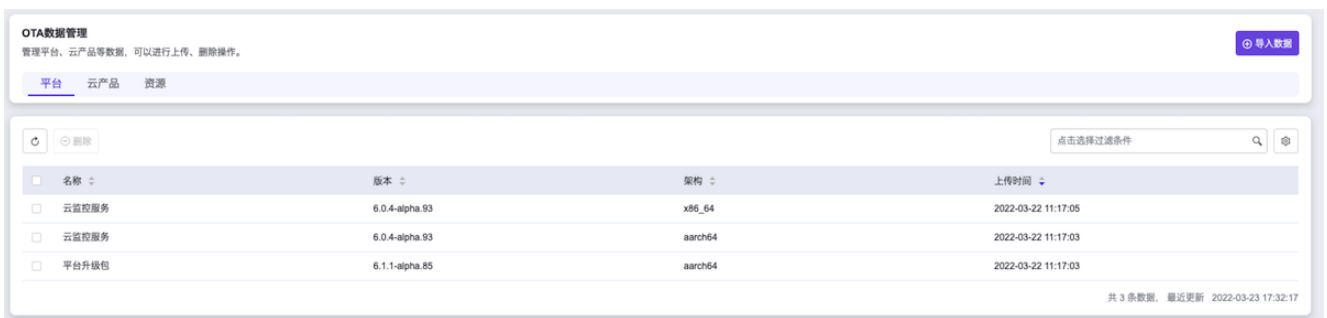 OTA数据管理
管理平台、云产品等数据，可以进行上传、删除操作。
导入数据
平台 云产品 资源
删除 点击选择过滤条件
名称 版本 架构 上传时间
云监控服务 6.0.4-alpha.93 x86_64 2022-03-22 11:17:05
云监控服务 6.0.4-alpha.93 aarch64 2022-03-22 11:17:03
平台升级包 6.1.1-alpha.85 aarch64 2022-03-22 11:17:03
共 3 条数据， 最近更新 2022-03-23 17:32:17